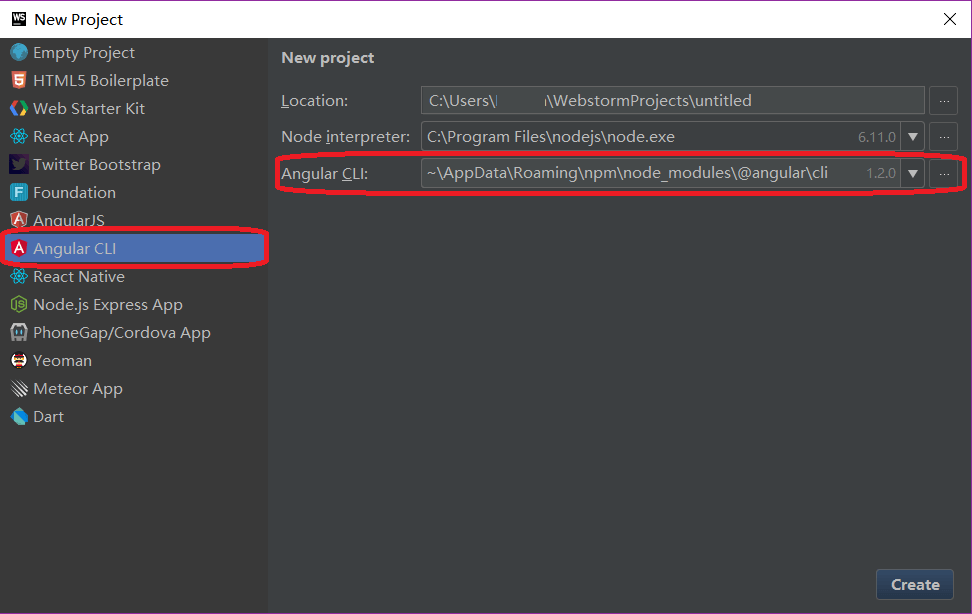 WS New Project
Empty Project
HTML5 Boilerplate
Web Starter Kit
React App
Twitter Bootstrap
Foundation
AngularJS
Angular CLI
React Native
Node.js Express App
PhoneGap/Cordova App
Yeoman
Meteor App
Dart
New project
Location: C:\Users\ \WebstormProjects\untitled ...
Node interpreter: C:\Program Files\nodejs\node.exe 6.11.0 ...
Angular CLI: ~\AppData\Roaming\npm\node_modules\@angular\cli 1.2.0 ...
Create